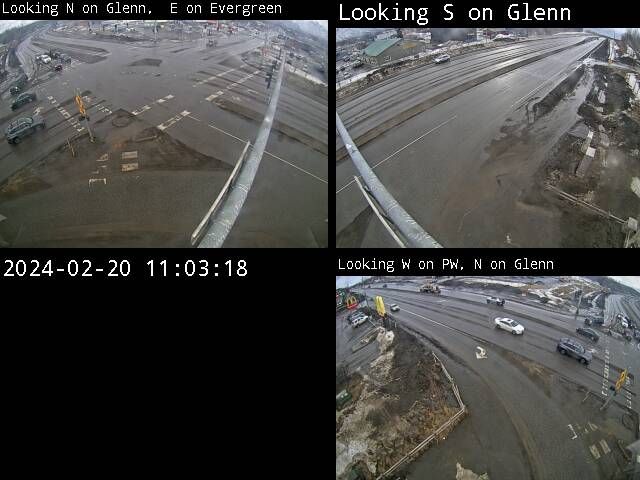 Looking N on Glenn,  E on Evergreen
Looking S on Glenn
2024-02-20 11:03:18
Looking W on PW, N on Glenn